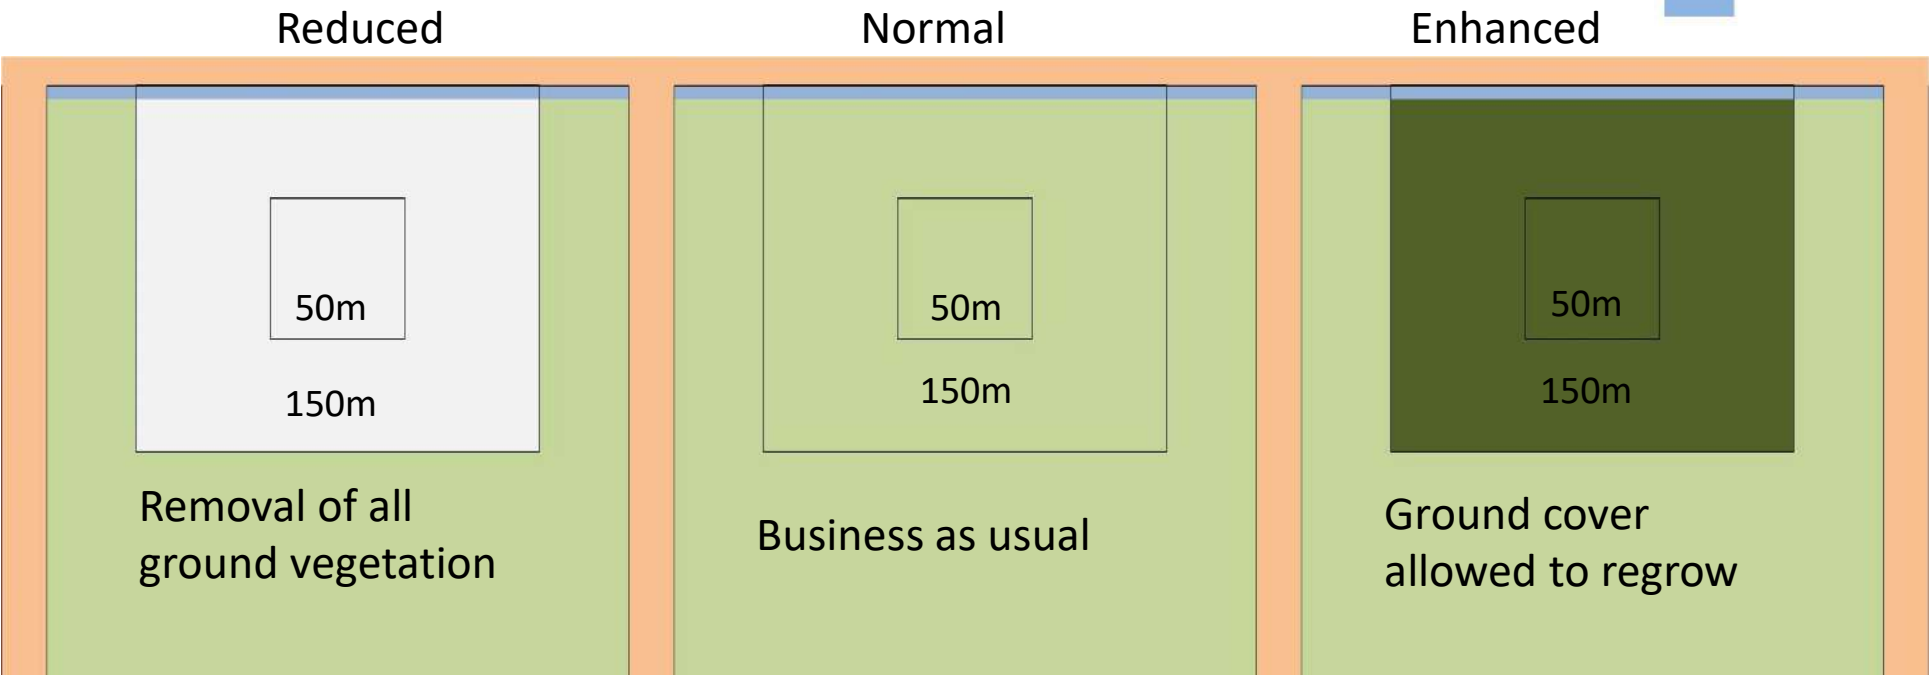 Reduced
Normal
Enhanced
50m
150m
Removal of all
ground vegetation
50m
150m
Business as usual
50m
150m
Ground cover
allowed to regrow